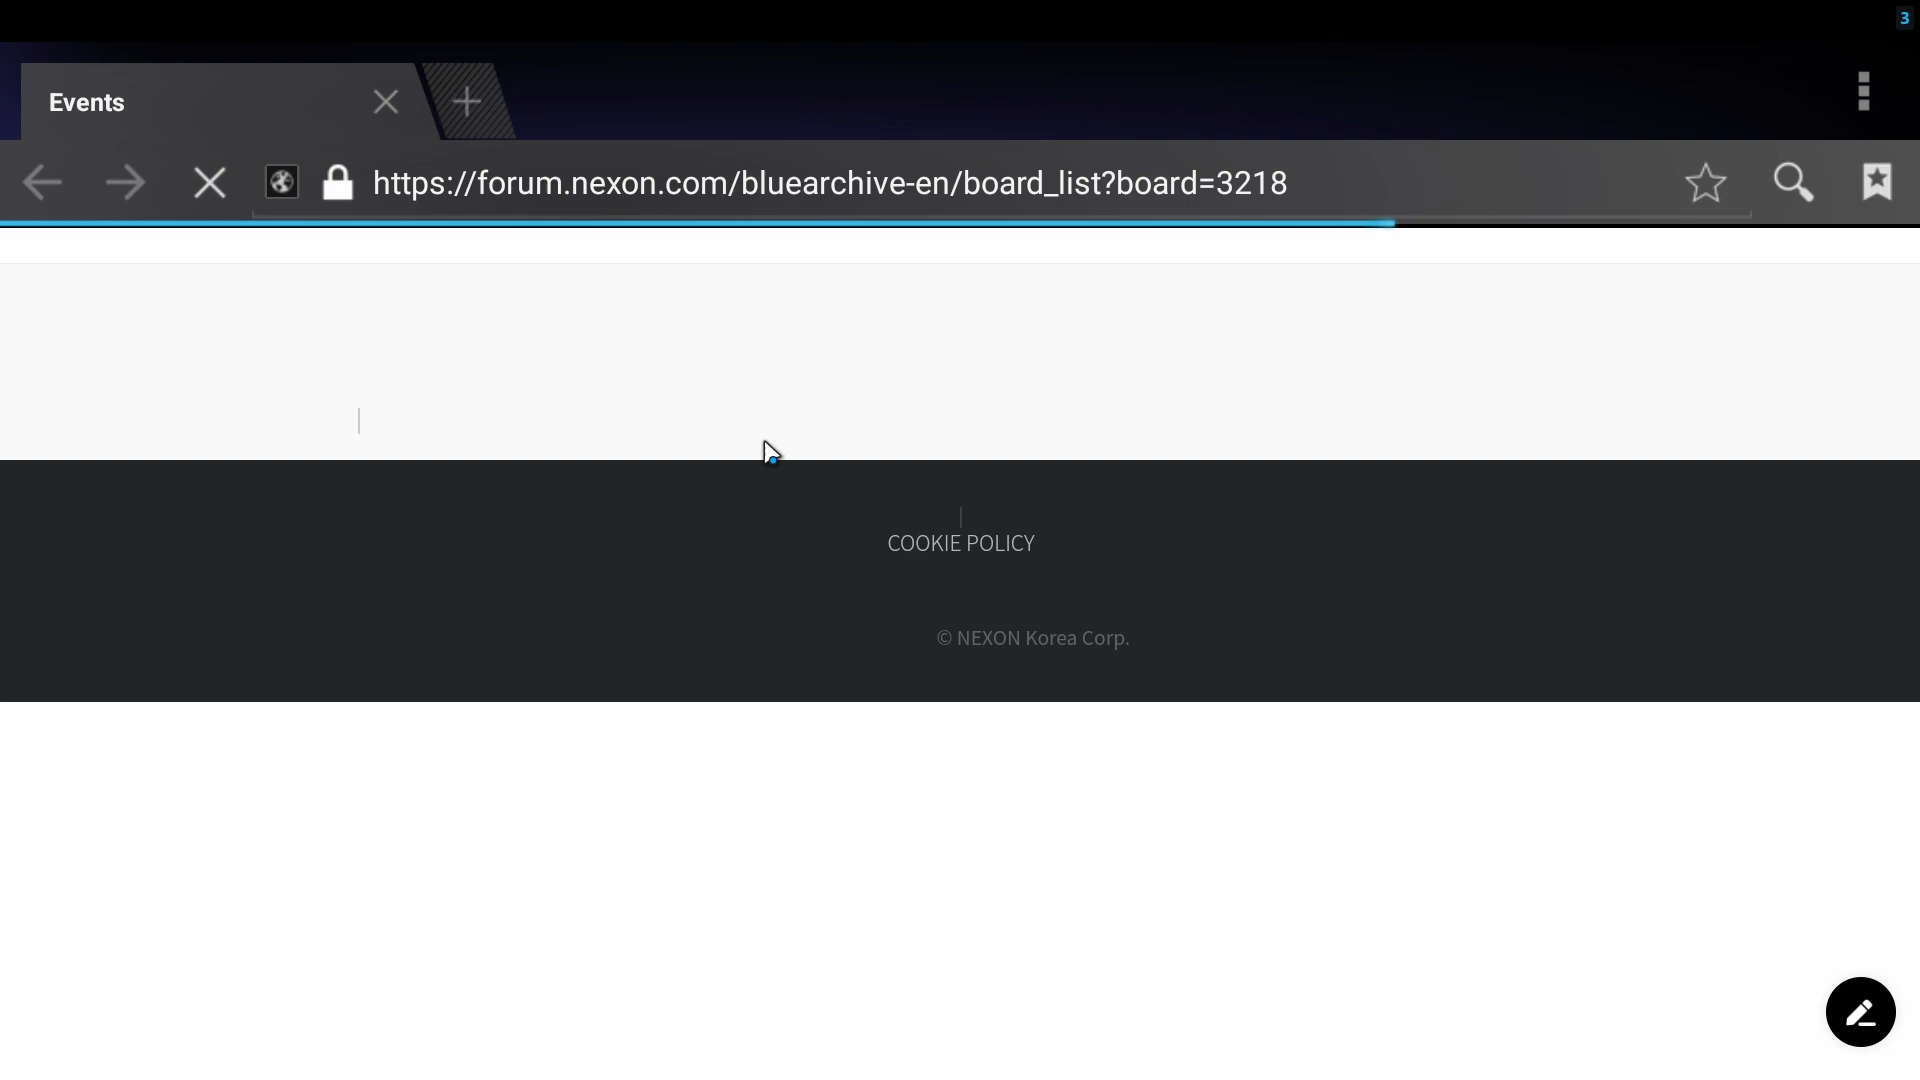 3
Events
https://forum.nexon.com/bluearchive-en/board_list?board=3218
COOKIE POLICY
© NEXON Korea Corp.